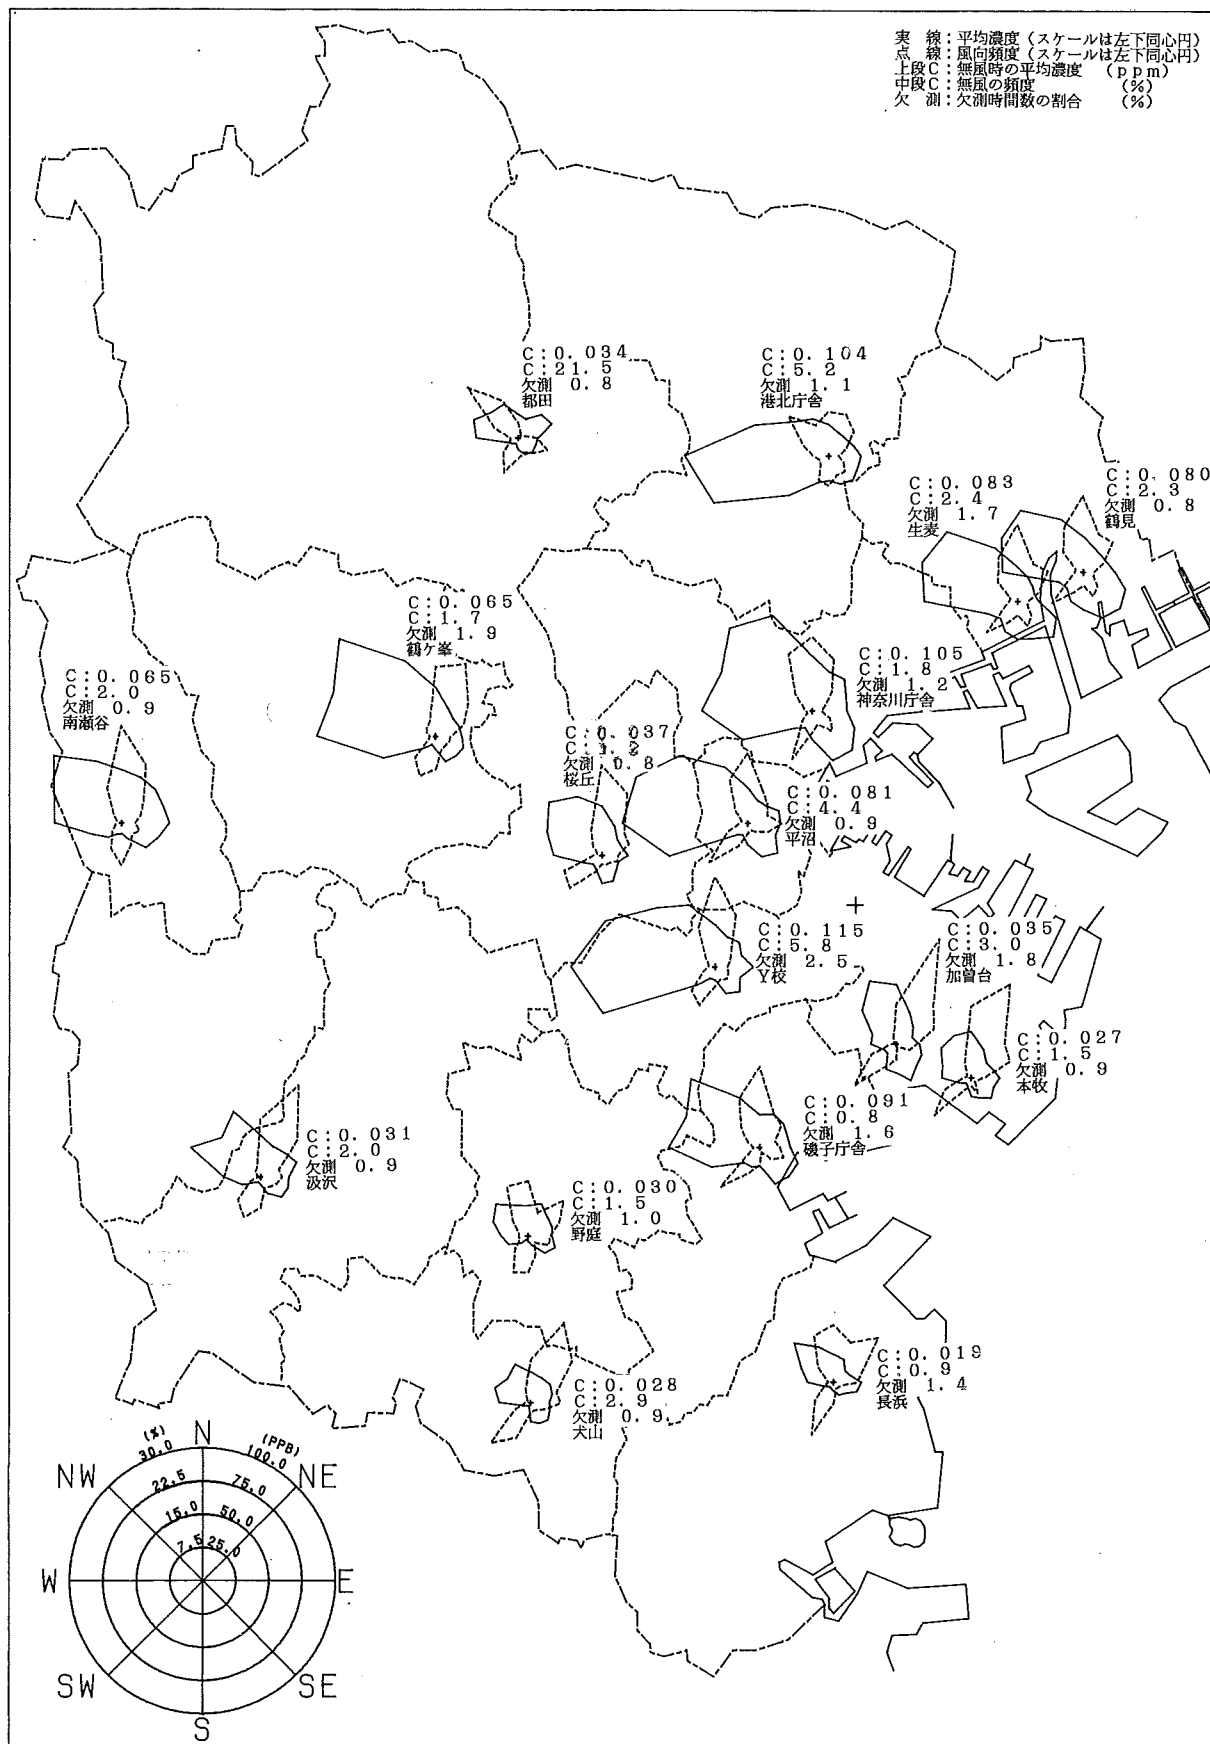 実　線：平均濃度（スケールは左下同心円）
点　線：風向頻度（スケールは左下同心円）
上段C：無風時の平均濃度　（ppm）
中段C：無風の頻度　（%）
欠　測：欠測時間数の割合　（%）
C:0.034
C:21.5
欠測 0.8
都田
C:0.104
C:5.2
欠測 1.1
港北庁舎
C:0.083
C:2.4
欠測 1.7
生麦
C:0.080
C:2.3
欠測 0.8
鶴見
C:0.065
C:1.7
欠測 1.9
鶴ケ峯
C:0.065
C:2.0
欠測 0.9
南瀬谷
C:0.105
C:1.8
欠測 1.2
神奈川庁舎
C:0.037
欠測 0.8
桜丘
C:0.081
C:4.4
欠測 0.9
平沼
C:0.115
C:5.8
欠測 2.5
Y校
C:0.035
C:3.0
欠測 1.8
加曽台
C:0.027
C:1.5
欠測 0.9
本牧
C:0.091
C:0.8
欠測 1.6
磯子庁舎
C:0.031
C:2.0
欠測 0.9
汲沢
C:0.030
C:1.5
欠測 1.0
野庭
C:0.019
C:0.9
欠測 1.4
長浜
C:0.028
C:2.9
欠測 0.9
犬山
(%) N (PPB)
30.0 100.0
NW NE
22.5 75.0
15.0 50.0
7.5 25.0
W E
SW SE
S